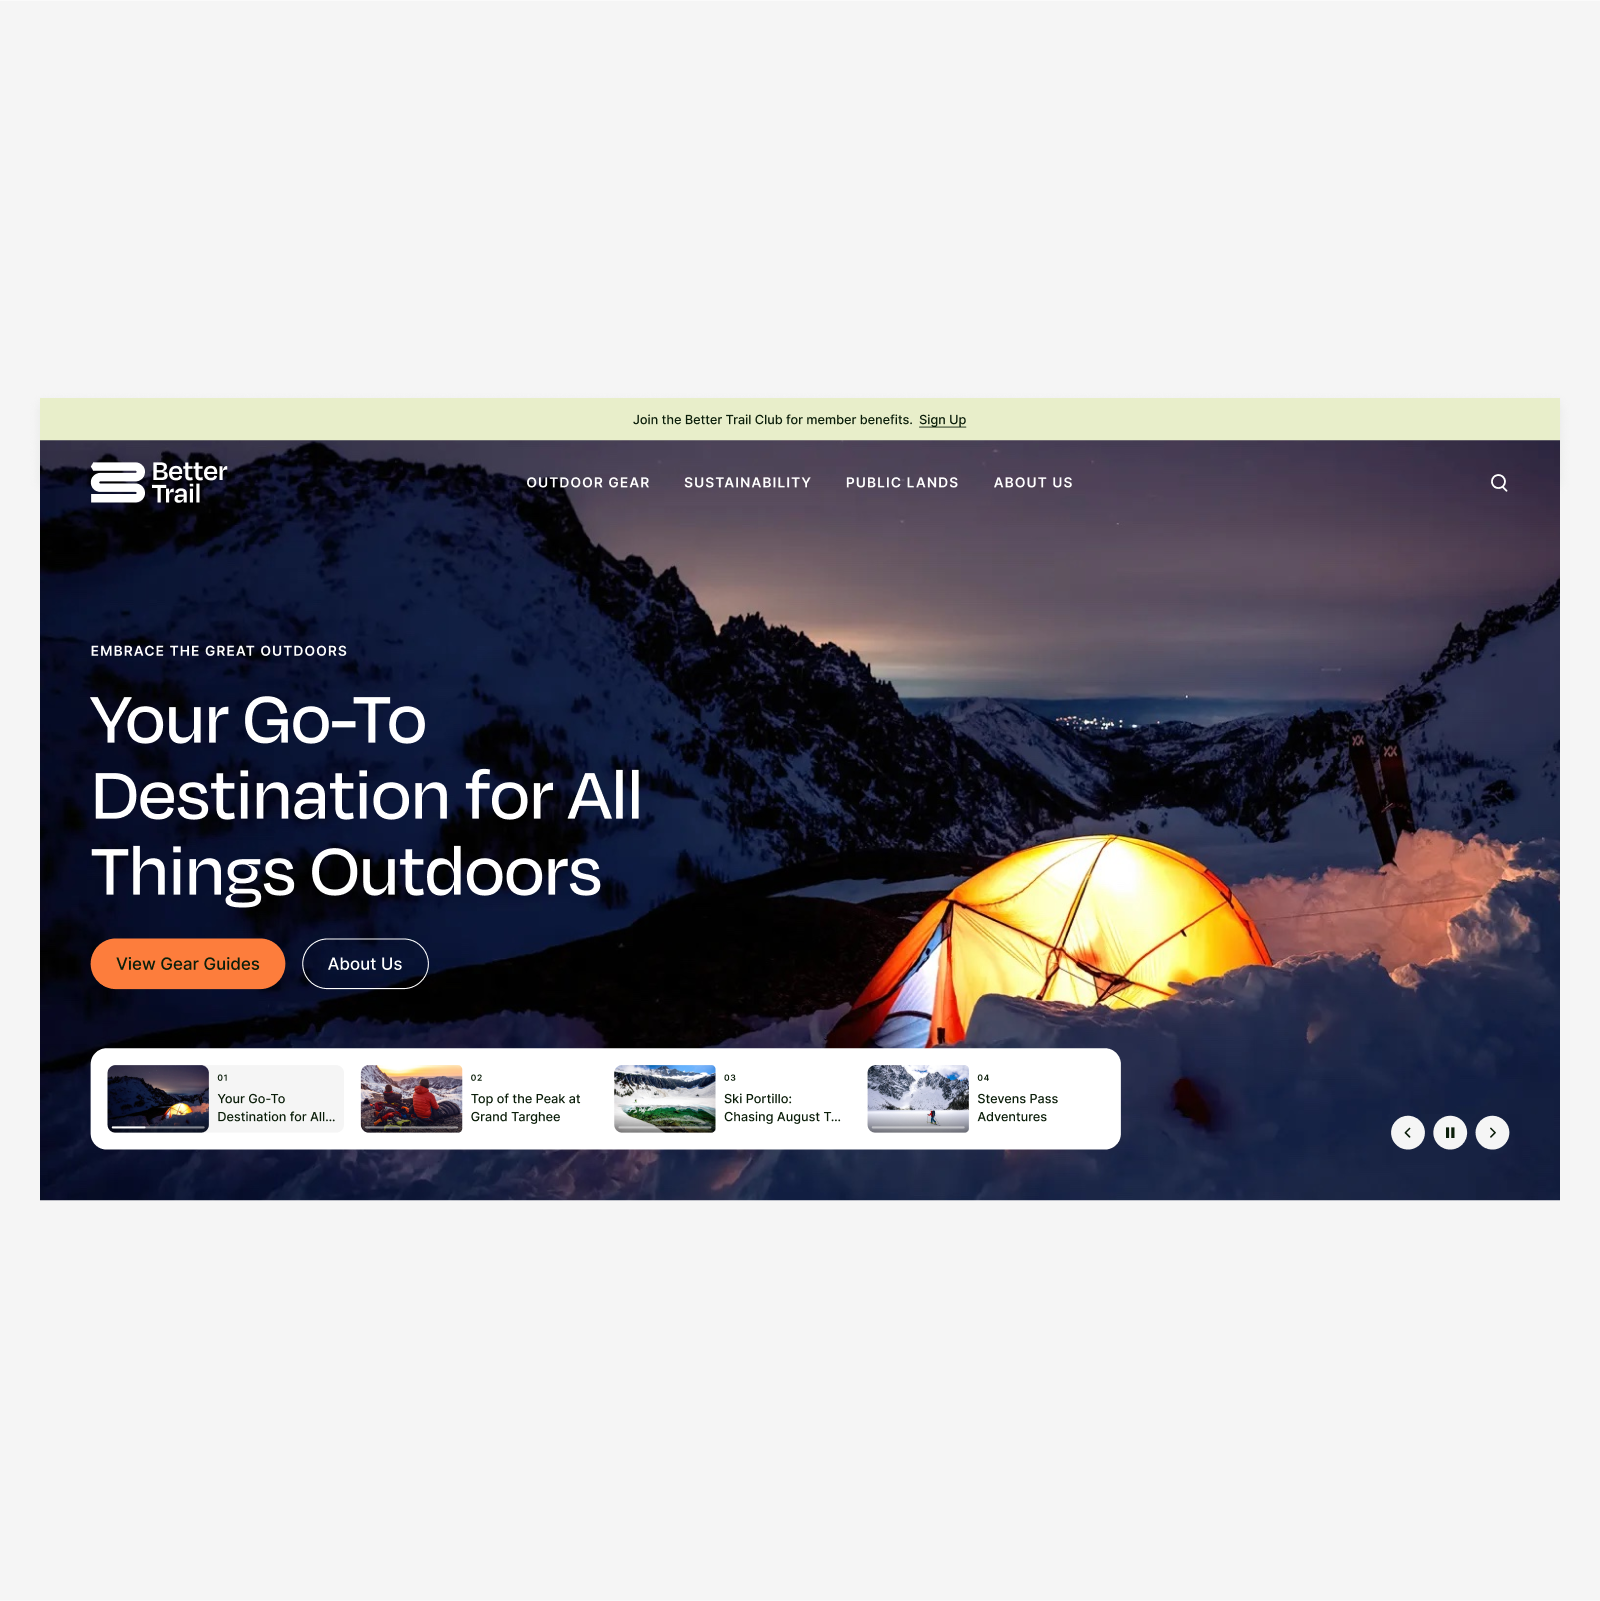 Join the Better Trail Club for member benefits. Sign Up
Better
Trail
OUTDOOR GEAR SUSTAINABILITY PUBLIC LANDS ABOUT US
EMBRACE THE GREAT OUTDOORS
Your Go-To
Destination for All
Things Outdoors
View Gear Guides About Us
01
Your Go-To
Destination for All...
02
Top of the Peak at
Grand Targhee
03
Ski Portillo:
Chasing August T...
04
Stevens Pass
Adventures